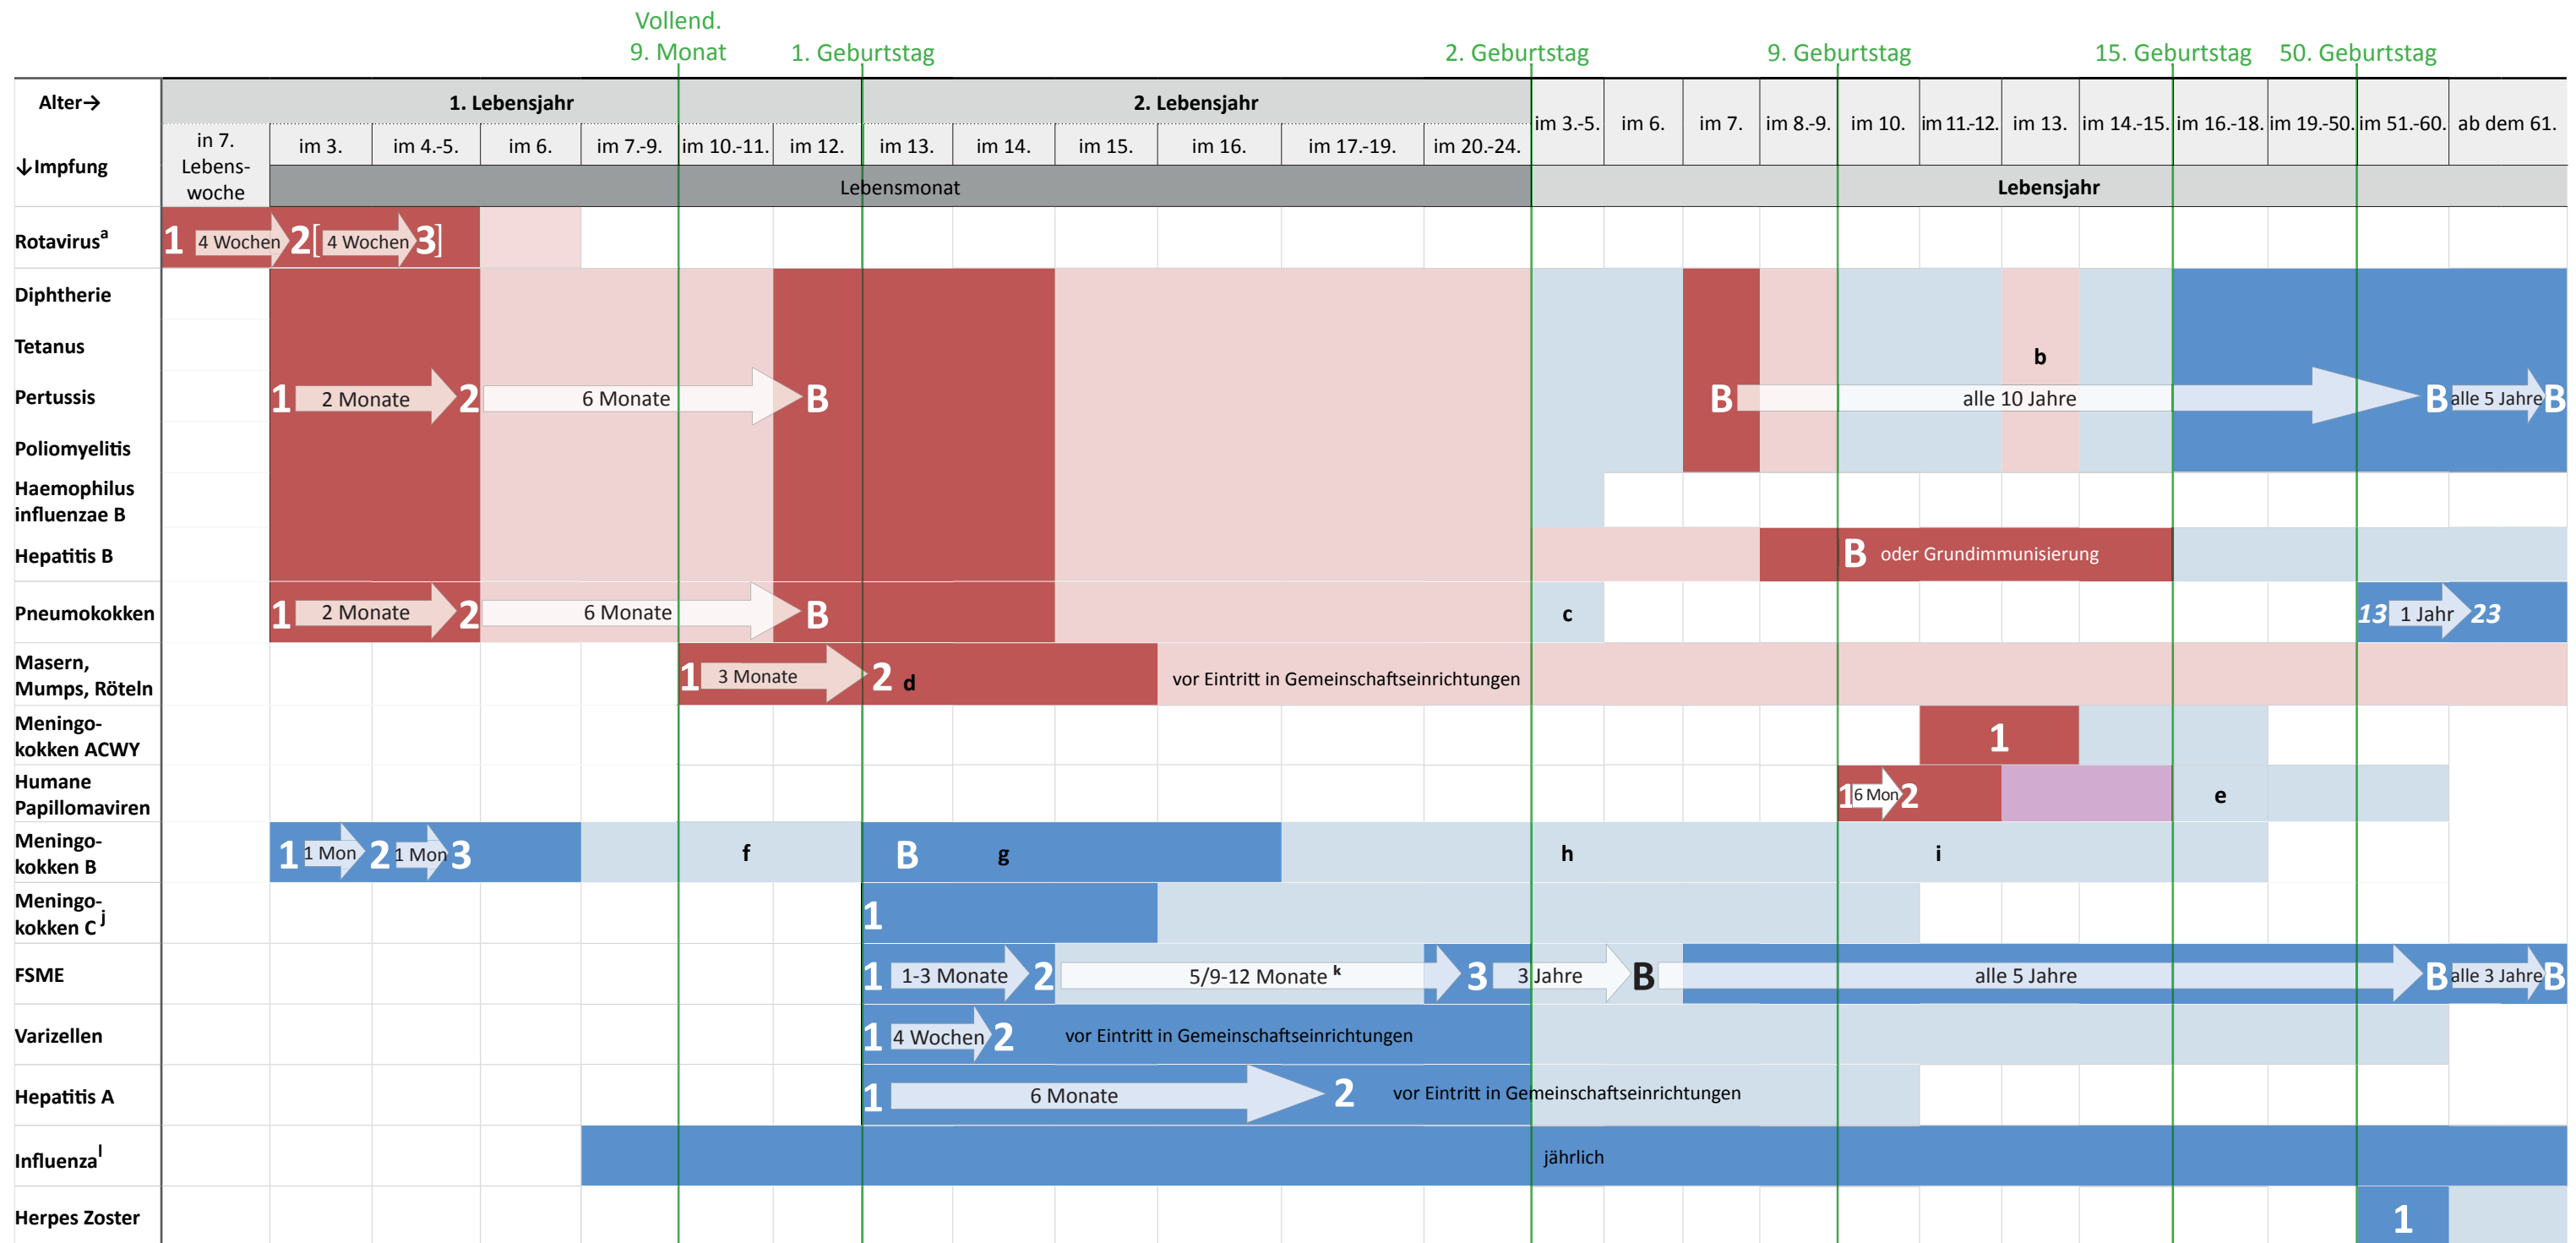 Vollend.
9. Monat
1. Geburtstag
2. Geburtstag
9. Geburtstag
15. Geburtstag
50. Geburtstag
Alter→
↓Impfung
1. Lebensjahr
2. Lebensjahr
in 7.
Lebens-
woche
im 3.
im 4.-5.
im 6.
im 7.-9.
im 10.-11.
im 12.
im 13.
im 14.
im 15.
im 16.
im 17.-19.
im 20.-24.
im 3.-5.
im 6.
im 7.
im 8.-9.
im 10.
im 11.-12.
im 13.
im 14.-15.
im 16.-18.
im 19.-50.
im 51.-60.
ab dem 61.
Lebensmonat
Lebensjahr
Rotavirusᵃ
1 4 Wochen 2 [ 4 Wochen 3]
Diphtherie
Tetanus
b
Pertussis
1 2 Monate 2 6 Monate B
B alle 10 Jahre B alle 5 Jahre B
Poliomyelitis
Haemophilus
influenzae B
Hepatitis B
B oder Grundimmunisierung
Pneumokokken
1 2 Monate 2 6 Monate B
c
13 1 Jahr 23
Masern,
Mumps, Röteln
1 3 Monate 2 d
vor Eintritt in Gemeinschaftseinrichtungen
Meningo-
kokken ACWY
1
Humane
Papillomaviren
1 6 Mon 2
e
Meningo-
kokken B
1 1 Mon 2 1 Mon 3
f
B
g
h
i
Meningo-
kokken C ʲ
1
FSME
1 1-3 Monate 2 5/9-12 Monate ᵏ 3 3 Jahre B alle 5 Jahre B alle 3 Jahre B
Varizellen
1 4 Wochen 2 vor Eintritt in Gemeinschaftseinrichtungen
Hepatitis A
1 6 Monate 2 vor Eintritt in Gemeinschaftseinrichtungen
Influenzaˡ
jährlich
Herpes Zoster
1